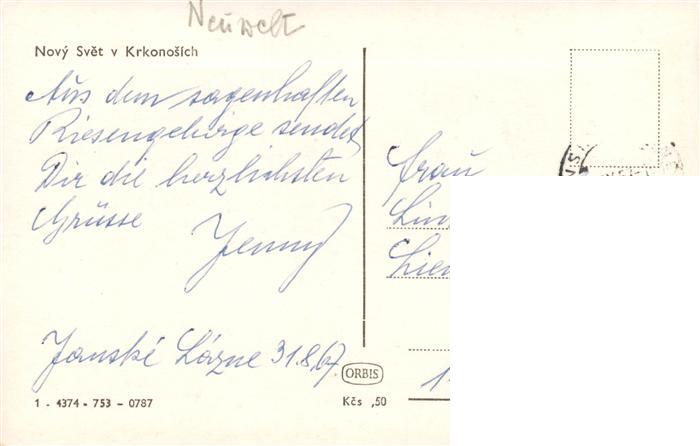 Neuwelt
Nový Svět v Krkonoších
Aus dem sagenhaften
Riesengebirge sendet
Dir die herzlichsten
Grüsse
Jenny
Janské Lázne 31.8.67
Frau
ORBIS
1 - 4374 - 753 - 0787
Kčs ,50